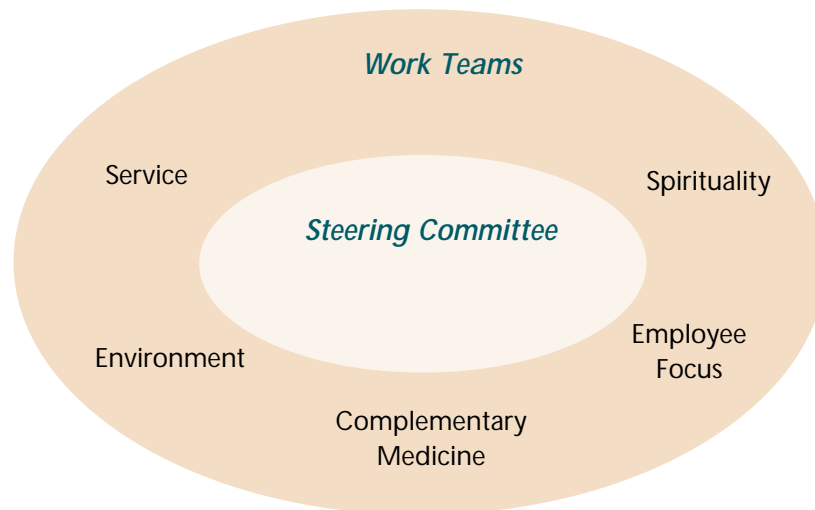 Work Teams
Service
Spirituality
Steering Committee
Employee
Focus
Environment
Complementary
Medicine